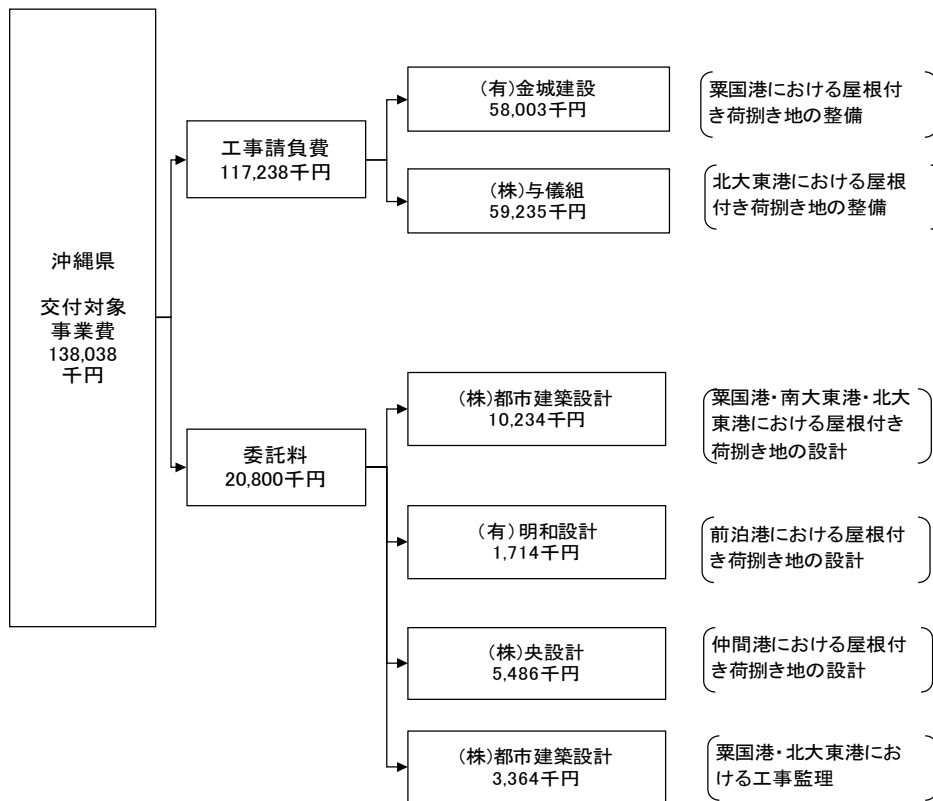 沖縄県
交付対象
事業費
138,038
千円
工事請負費
117,238千円
(有)金城建設
58,003千円
粟国港における屋根付
き荷捌き地の整備
(株)与儀組
59,235千円
北大東港における屋根
付き荷捌き地の整備
委託料
20,800千円
(株)都市建築設計
10,234千円
粟国港・南大東港・北大
東港における屋根付き
荷捌き地の設計
(有)明和設計
1,714千円
前泊港における屋根付
き荷捌き地の設計
(株)央設計
5,486千円
仲間港における屋根付
き荷捌き地の設計
(株)都市建築設計
3,364千円
粟国港・北大東港にお
ける工事監理